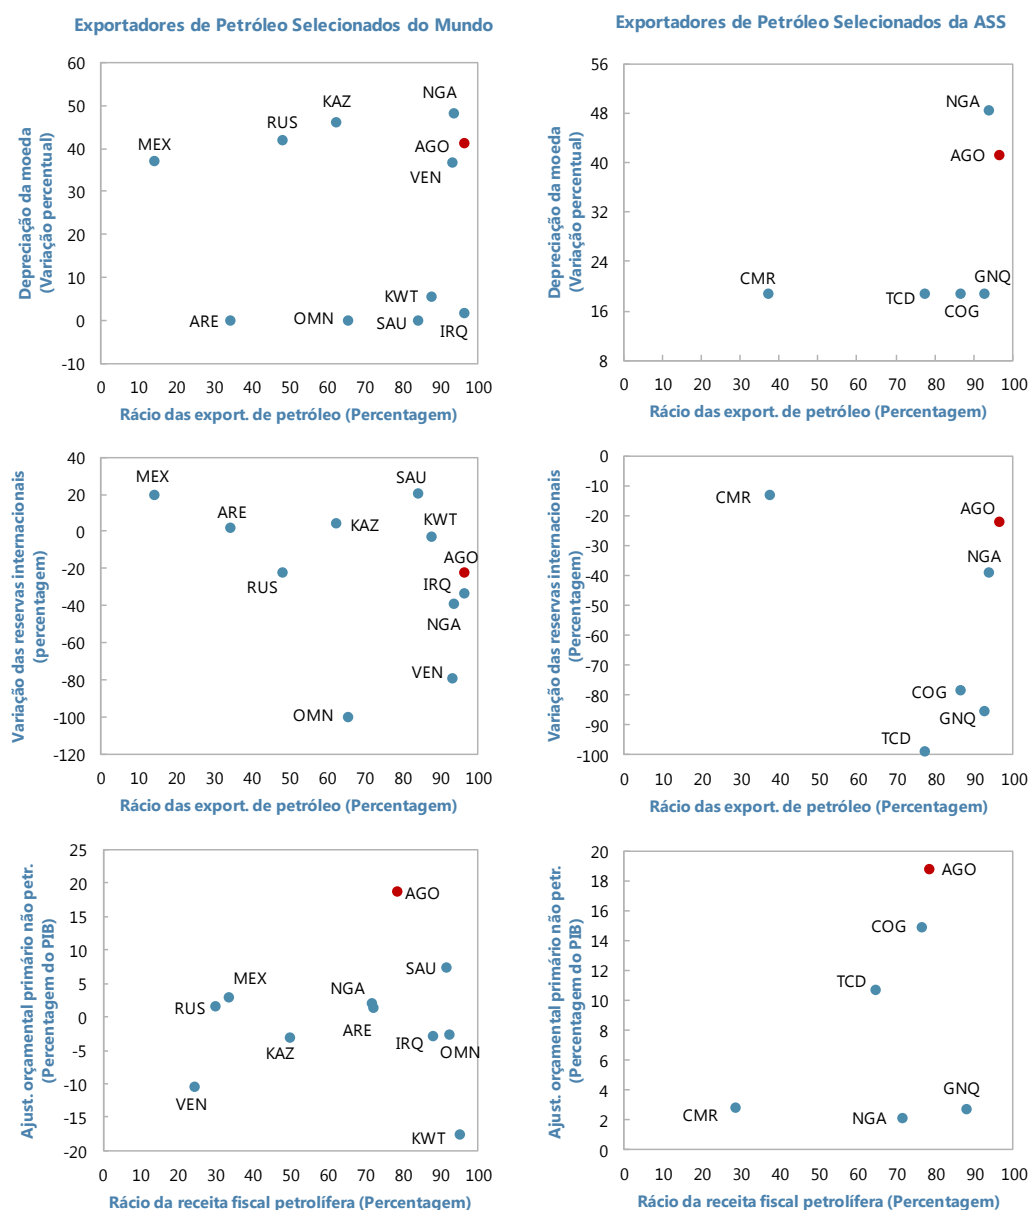 Exportadores de Petróleo Selecionados do Mundo
Depreciação da moeda
(Variação percentual)
60
50
40
30
20
10
0
-10
MEX
RUS
KAZ
NGA
AGO
VEN
KWT
ARE
OMN
SAU
IRQ
0 10 20 30 40 50 60 70 80 90 100
Rácio das export. de petróleo (Percentagem)
Exportadores de Petróleo Selecionados da ASS
Depreciação da moeda
(Variação percentual)
56
48
40
32
24
16
8
NGA
AGO
CMR
GNQ
TCD
COG
0 10 20 30 40 50 60 70 80 90 100
Rácio das export. de petróleo (Percentagem)
Variação das reservas internacionais
(percentagem)
40
20
0
-20
-40
-60
-80
-100
-120
MEX
SAU
ARE
KAZ
KWT
AGO
RUS
IRQ
NGA
VEN
OMN
0 10 20 30 40 50 60 70 80 90 100
Rácio das export. de petróleo (Percentagem)
Variação das reservas internacionais
(Percentagem)
0
-10
-20
-30
-40
-50
-60
-70
-80
-90
-100
CMR
AGO
NGA
COG
GNQ
TCD
0 10 20 30 40 50 60 70 80 90 100
Rácio das export. de petróleo (Percentagem)
Ajust. orçamental primário não petr.
(Percentagem do PIB)
25
20
15
10
5
0
-5
-10
-15
-20
AGO
SAU
MEX
NGA
RUS
ARE
KAZ
IRQ
OMN
VEN
KWT
0 10 20 30 40 50 60 70 80 90 100
Rácio da receita fiscal petrolífera (Percentagem)
Ajust. orçamental primário não petr.
(Percentagem do PIB)
20
18
16
14
12
10
8
6
4
2
0
AGO
COG
TCD
GNQ
CMR
NGA
0 10 20 30 40 50 60 70 80 90 100
Rácio da receita fiscal petrolífera (Percentagem)